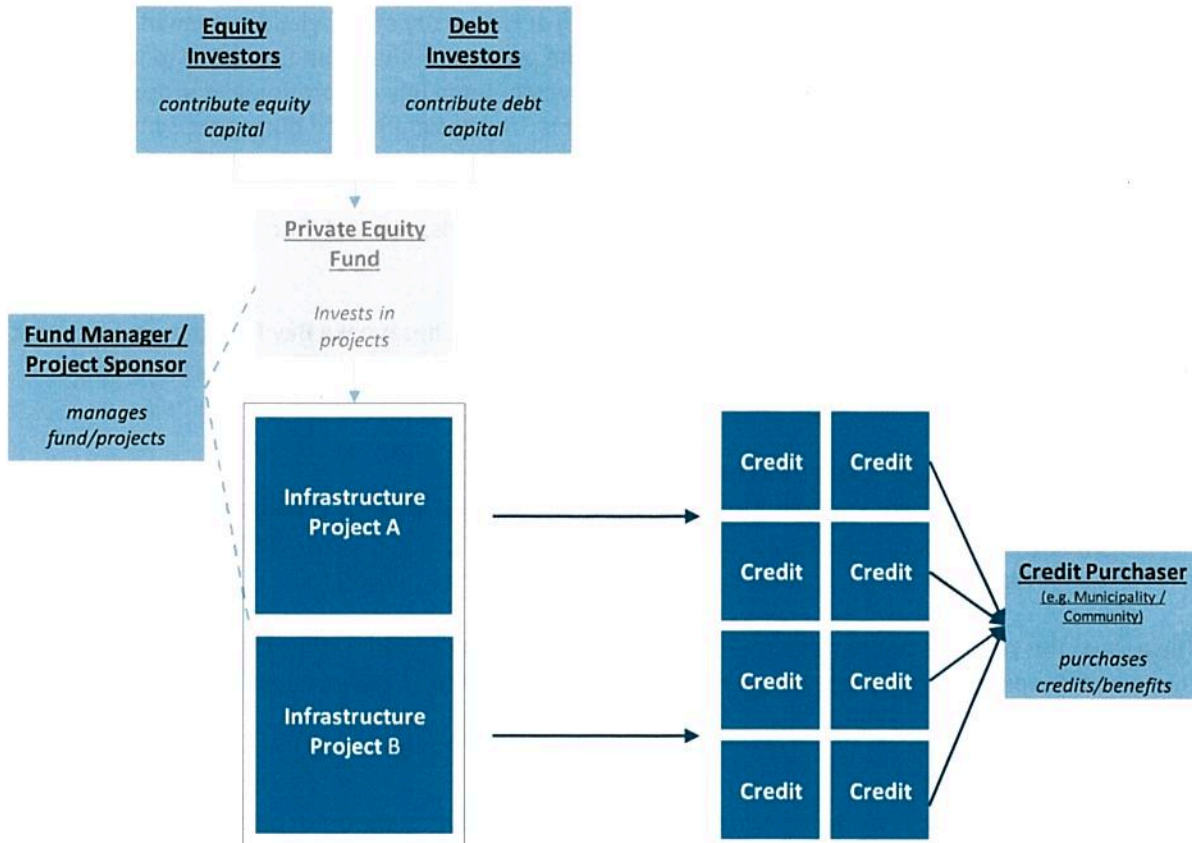 Equity
Investors
contribute equity
capital
Debt
Investors
contribute debt
capital
Private Equity
Fund
Invests in
projects
Fund Manager /
Project Sponsor
manages
fund/projects
Infrastructure
Project A
Infrastructure
Project B
Credit Credit
Credit Credit
Credit Credit
Credit Credit
Credit Purchaser
(e.g. Municipality /
Community)
purchases
credits/benefits